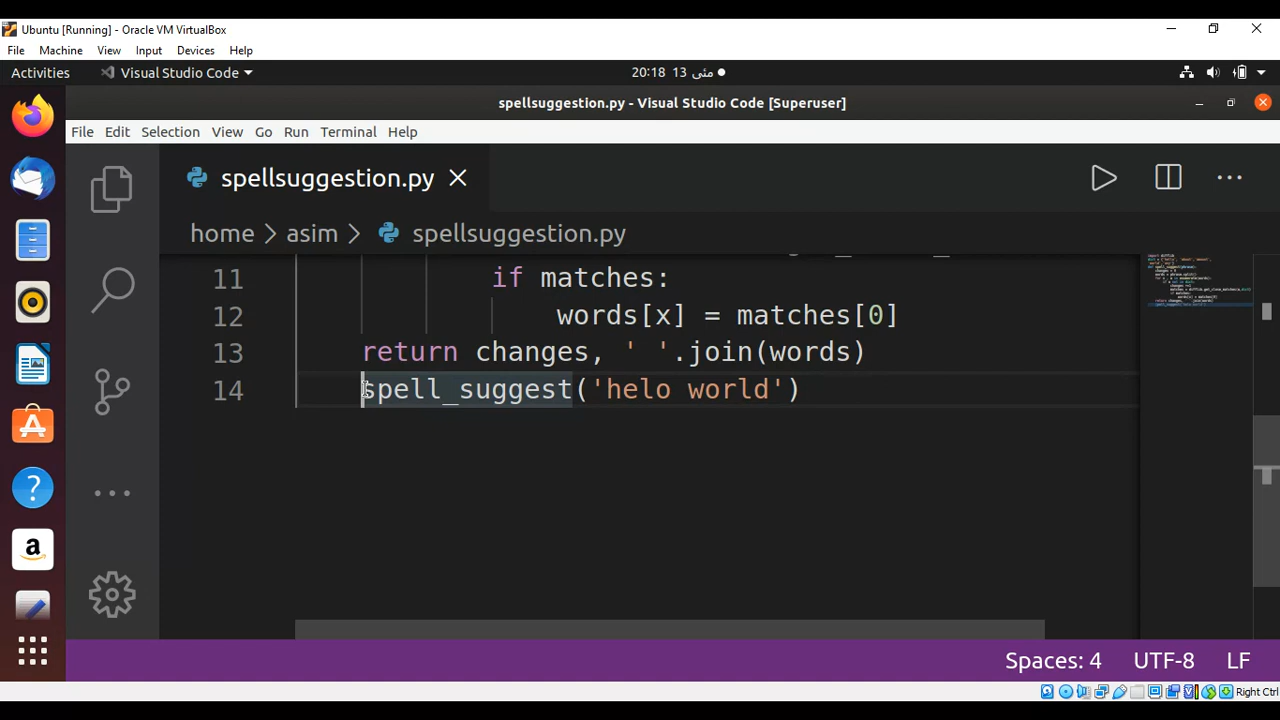 Ubuntu [Running] - Oracle VM VirtualBox
File Machine View Input Devices Help
Activities Visual Studio Code 20:18 13 مئی
spellsuggestion.py - Visual Studio Code [Superuser]
File Edit Selection View Go Run Terminal Help
spellsuggestion.py
home > asim > spellsuggestion.py
11 if matches:
12 words[x] = matches[0]
13 return changes, ' '.join(words)
14 spell_suggest('helo world')
Spaces: 4 UTF-8 LF
Right Ctrl